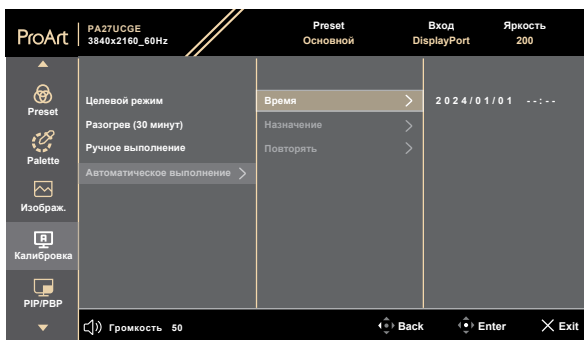 ProArt
PA27UCGE
3840x2160_60Hz
Preset
Основной
Вход
DisplayPort
Яркость
200
Preset
Palette
Изображ.
Калибровка
PIP/PBP
Целевой режим
Разогрев (30 минут)
Ручное выполнение
Автоматическое выполнение
Время
Назначение
Повторять
2024/01/01 --:--
Громкость 50
Back
Enter
Exit